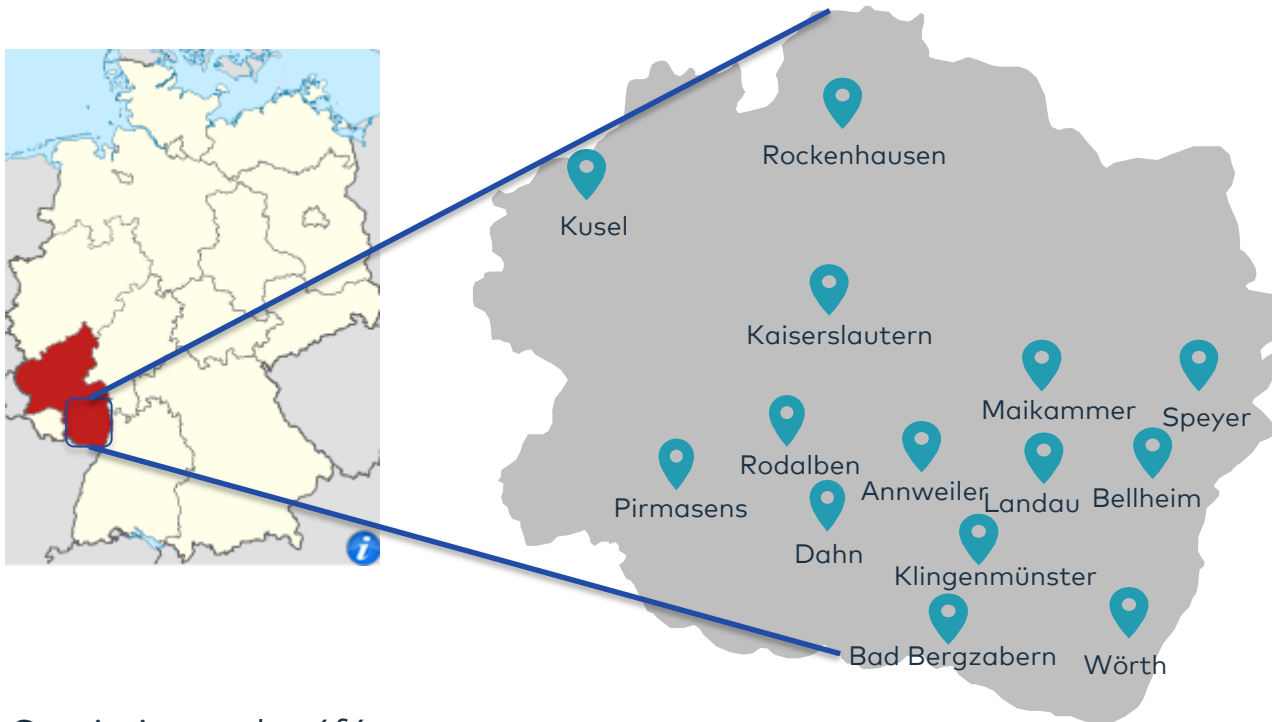 Rockenhausen
Kusel
Kaiserslautern
Maikammer
Speyer
Rodalben
Pirmasens
Annweiler
Landau
Bellheim
Dahn
Klingenmünster
Bad Bergzabern
Wörth
i